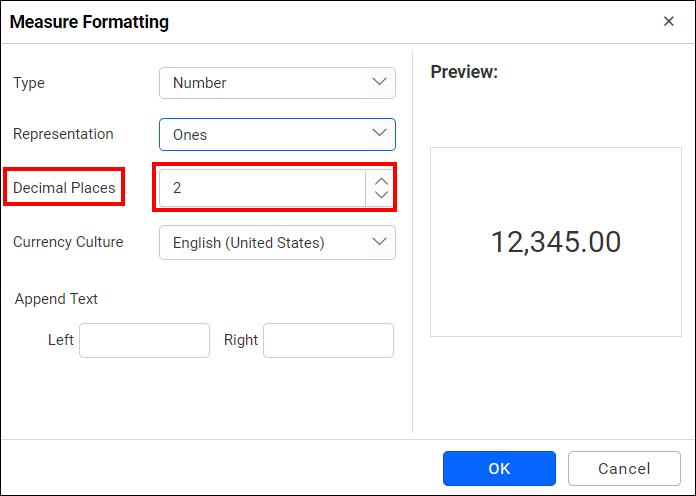 Measure Formatting
Type
Number
Representation
Ones
Decimal Places
2
Currency Culture
English (United States)
Append Text
Left
Right
Preview:
12,345.00
OK
Cancel